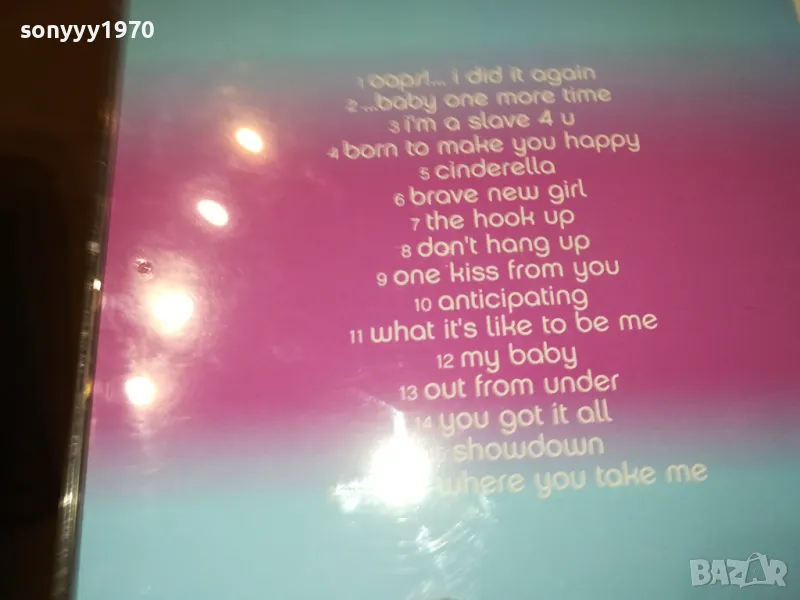 sonyyy1970
1 oops!... i did it again
2 ...baby one more time
3 i'm a slave 4 u
4 born to make you happy
5 cinderella
6 brave new girl
7 the hook up
8 don't hang up
9 one kiss from you
10 anticipating
11 what it's like to be me
12 my baby
13 out from under
14 you got it all
15 showdown
where you take me
BAZAR